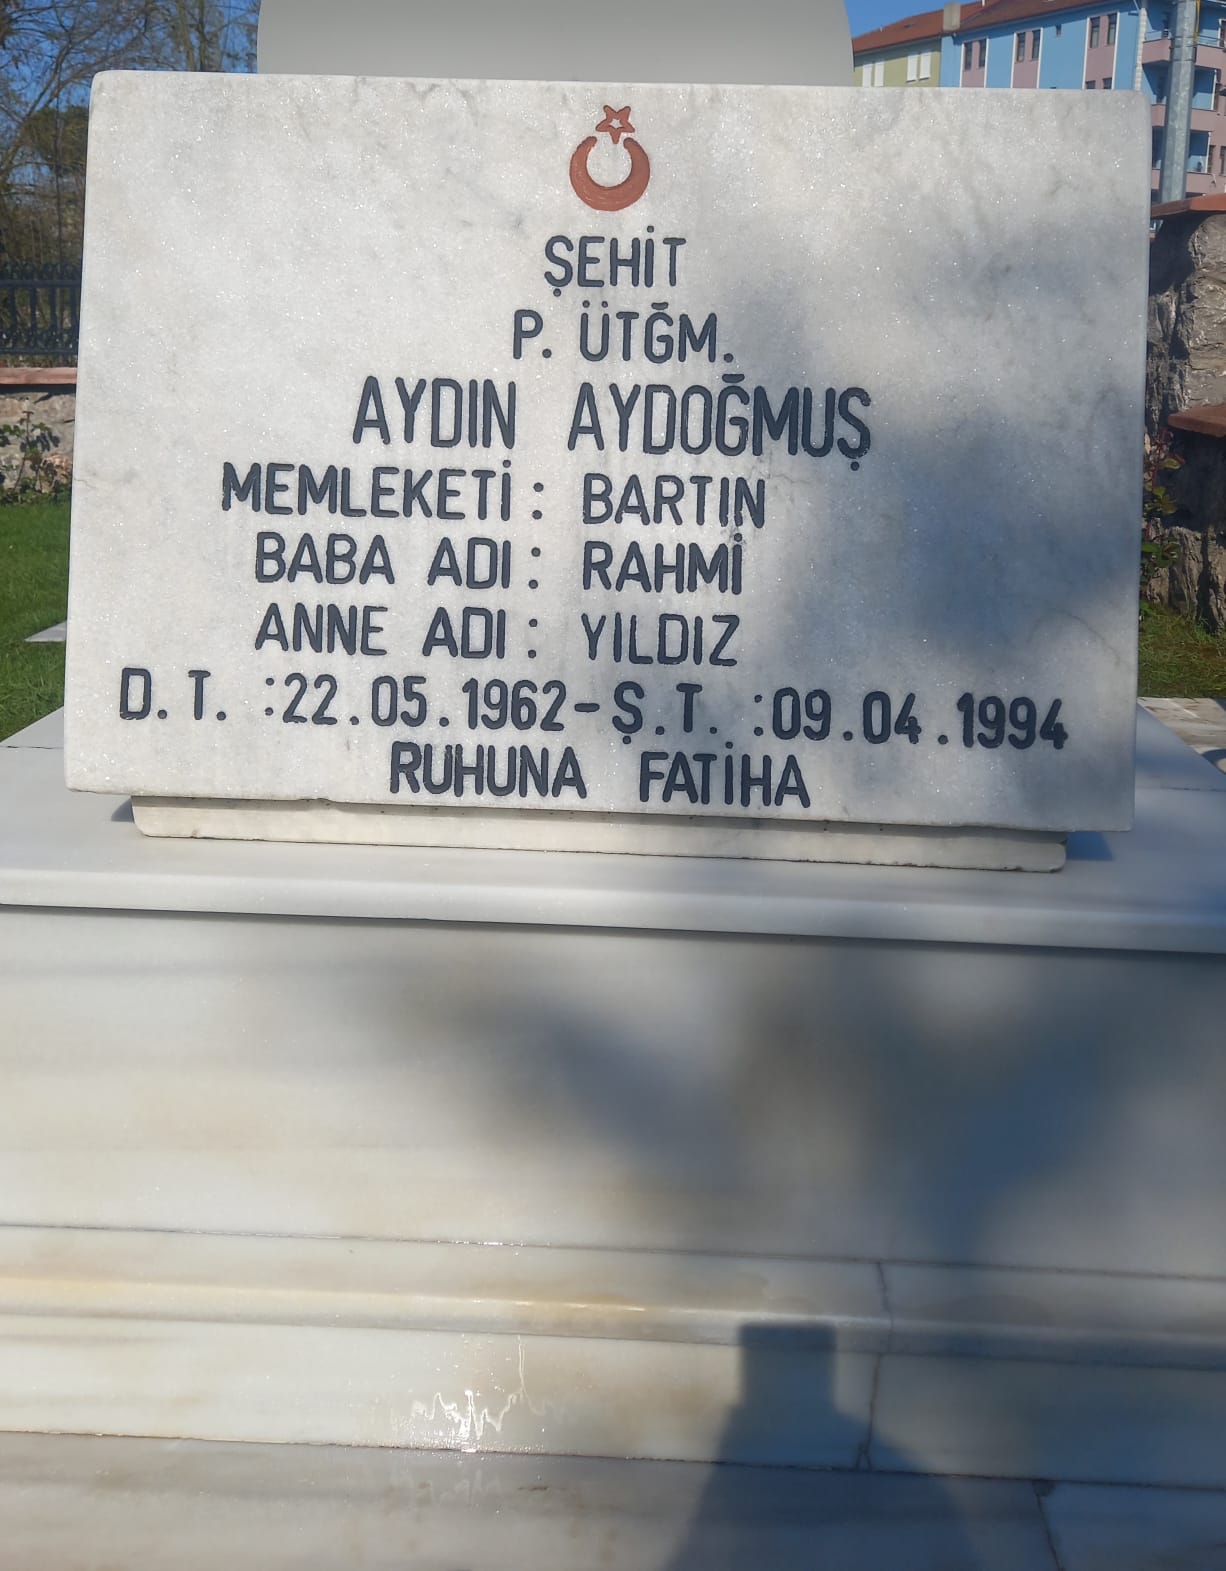 ŞEHİT
P. ÜTĞM.
AYDIN AYDOĞMUŞ
MEMLEKETİ : BARTIN
BABA ADI : RAHMİ
ANNE ADI : YILDIZ
D. T. :22.05.1962-Ş.T. :09.04.1994
RUHUNA FATİHA